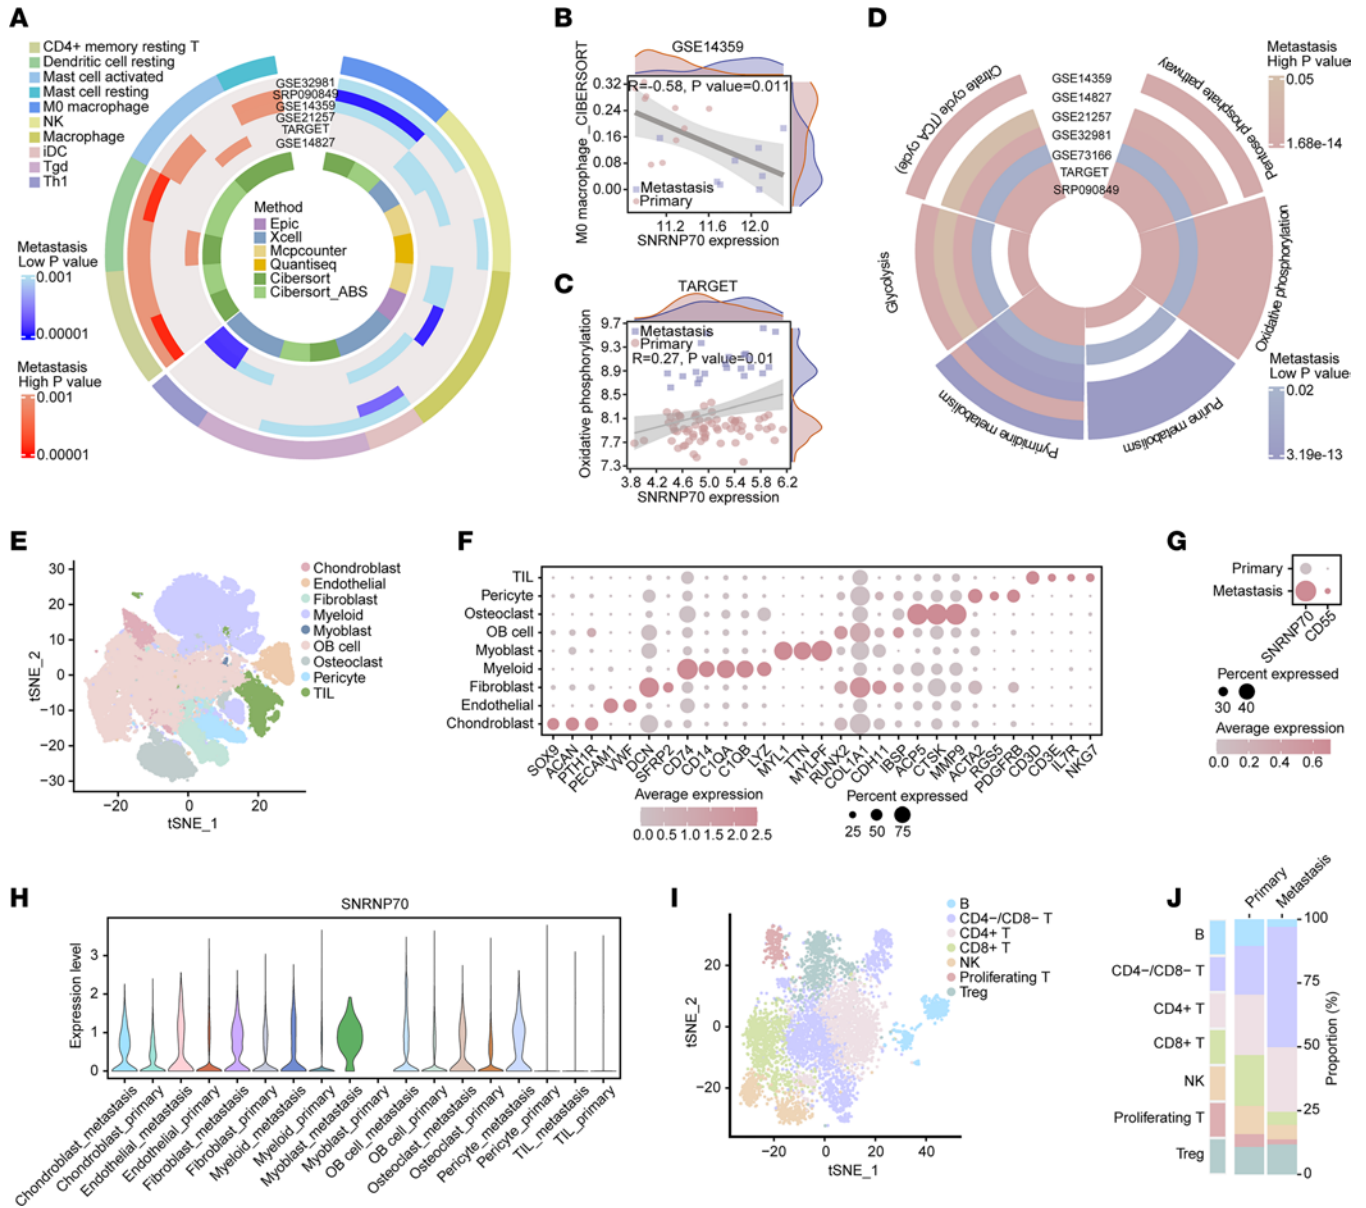 A
CD4+ memory resting T
Dendritic cell resting
Mast cell activated
Mast cell resting
M0 macrophage
NK
Macrophage
iDC
Tgd
Th1
Metastasis
Low P value
0.001
0.00001
Metastasis
High P value
0.001
0.00001
GSE32981
SRP090849
GSE14359
GSE21257
TARGET
GSE14827
Method
Epic
Xcell
Mcpcounter
Quantiseq
Cibersort
Cibersort_ABS
B
GSE14359
R=-0.58, P value=0.011
M0 macrophage_CIBERSORT
0.32
0.24
0.16
0.08
0.00
Metastasis
Primary
11.2 11.6 12.0
SNRNP70 expression
C
TARGET
Metastasis
Primary
R=0.27, P value=0.01
Oxidative phosphorylation
9.7
9.3
8.9
8.5
8.1
7.7
7.3
3.8 4.2 4.6 5.0 5.4 5.8 6.2
SNRNP70 expression
D
Citrate cycle (TCA cycle)
Pentose phosphate pathway
Glycolysis
Oxidative phosphorylation
Pyrimidine metabolism
Purine metabolism
GSE14359
GSE14827
GSE21257
GSE32981
GSE73166
TARGET
SRP090849
Metastasis
High P value
0.05
1.68e-14
Metastasis
Low P value
0.02
3.19e-13
E
30
20
10
0
−10
−20
−30
tSNE_2
−20 0 20
tSNE_1
Chondroblast
Endothelial
Fibroblast
Myeloid
Myoblast
OB cell
Osteoclast
Pericyte
TIL
F
TIL
Pericyte
Osteoclast
OB cell
Myoblast
Myeloid
Fibroblast
Endothelial
Chondroblast
SOX9 ACAN PTH1R PECAM1 VWF DCN SFRP2 CD74 CD14 C1QA C1QB LYZ MYL1 TTN MYLPF RUNX2 COL1A1 CDH11 IBSP ACP5 CTSK MMP9 ACTA2 RGS5 PDGFRB CD3D CD3E IL7R NKG7
Average expression
0.0 0.5 1.0 1.5 2.0 2.5
Percent expressed
25 50 75
G
Primary
Metastasis
SNRNP70 CD55
Percent expressed
30 40
Average expression
0.0 0.2 0.4 0.6
H
SNRNP70
Expression level
3
2
1
0
Chondroblast_metastasis
Chondroblast_primary
Endothelial_metastasis
Endothelial_primary
Fibroblast_metastasis
Fibroblast_primary
Myeloid_metastasis
Myeloid_primary
Myoblast_metastasis
Myoblast_primary
OB cell_metastasis
OB cell_primary
Osteoclast_metastasis
Osteoclast_primary
Pericyte_metastasis
Pericyte_primary
TIL_metastasis
TIL_primary
I
20
0
−20
tSNE_2
−20 0 20 40
tSNE_1
B
CD4−/CD8− T
CD4+ T
CD8+ T
NK
Proliferating T
Treg
J
Primary
Metastasis
B
CD4−/CD8− T
CD4+ T
CD8+ T
NK
Proliferating T
Treg
100
75
50
25
0
Proportion (%)